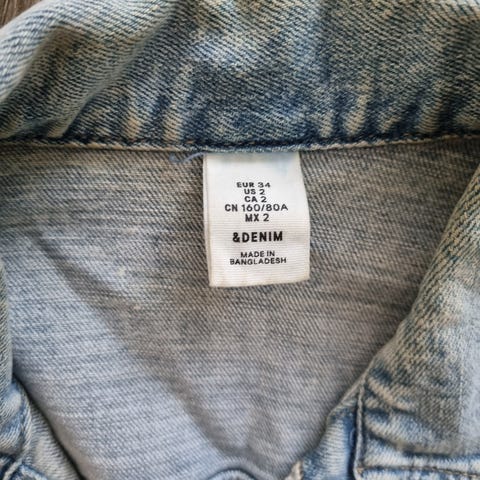 EUR 34
US 2
CA 2
CN 160/80A
MX 2
&DENIM
MADE IN
BANGLADESH